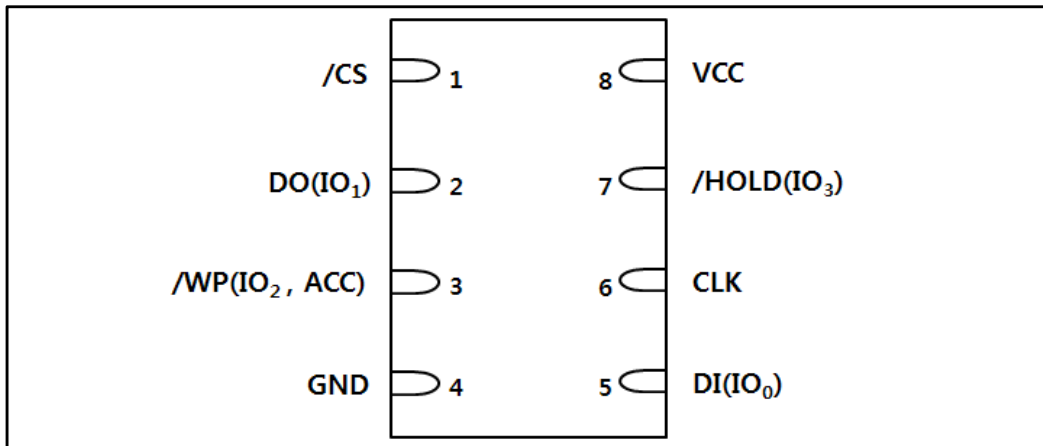 /CS 1 8 VCC
DO(IO₁) 2 7 /HOLD(IO₃)
/WP(IO₂ , ACC) 3 6 CLK
GND 4 5 DI(IO₀)